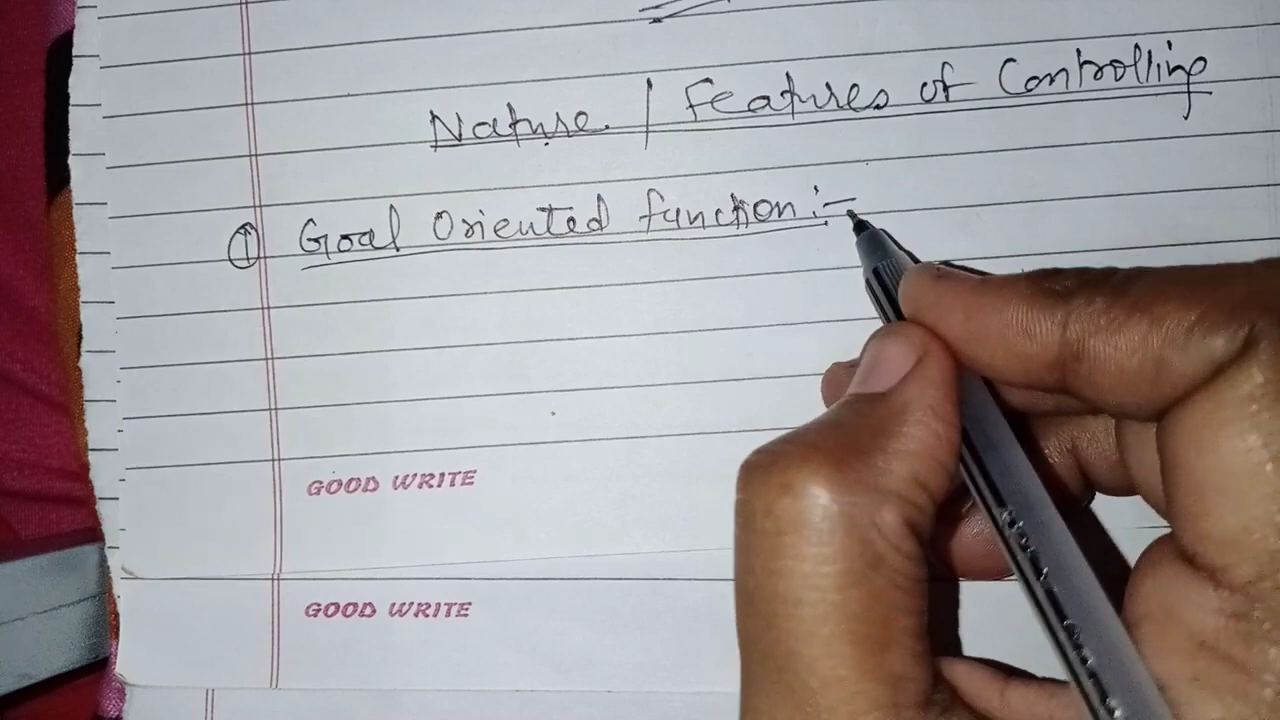 Nature / Features of Controlling
① Goal Oriented function :-
GOOD WRITE
GOOD WRITE